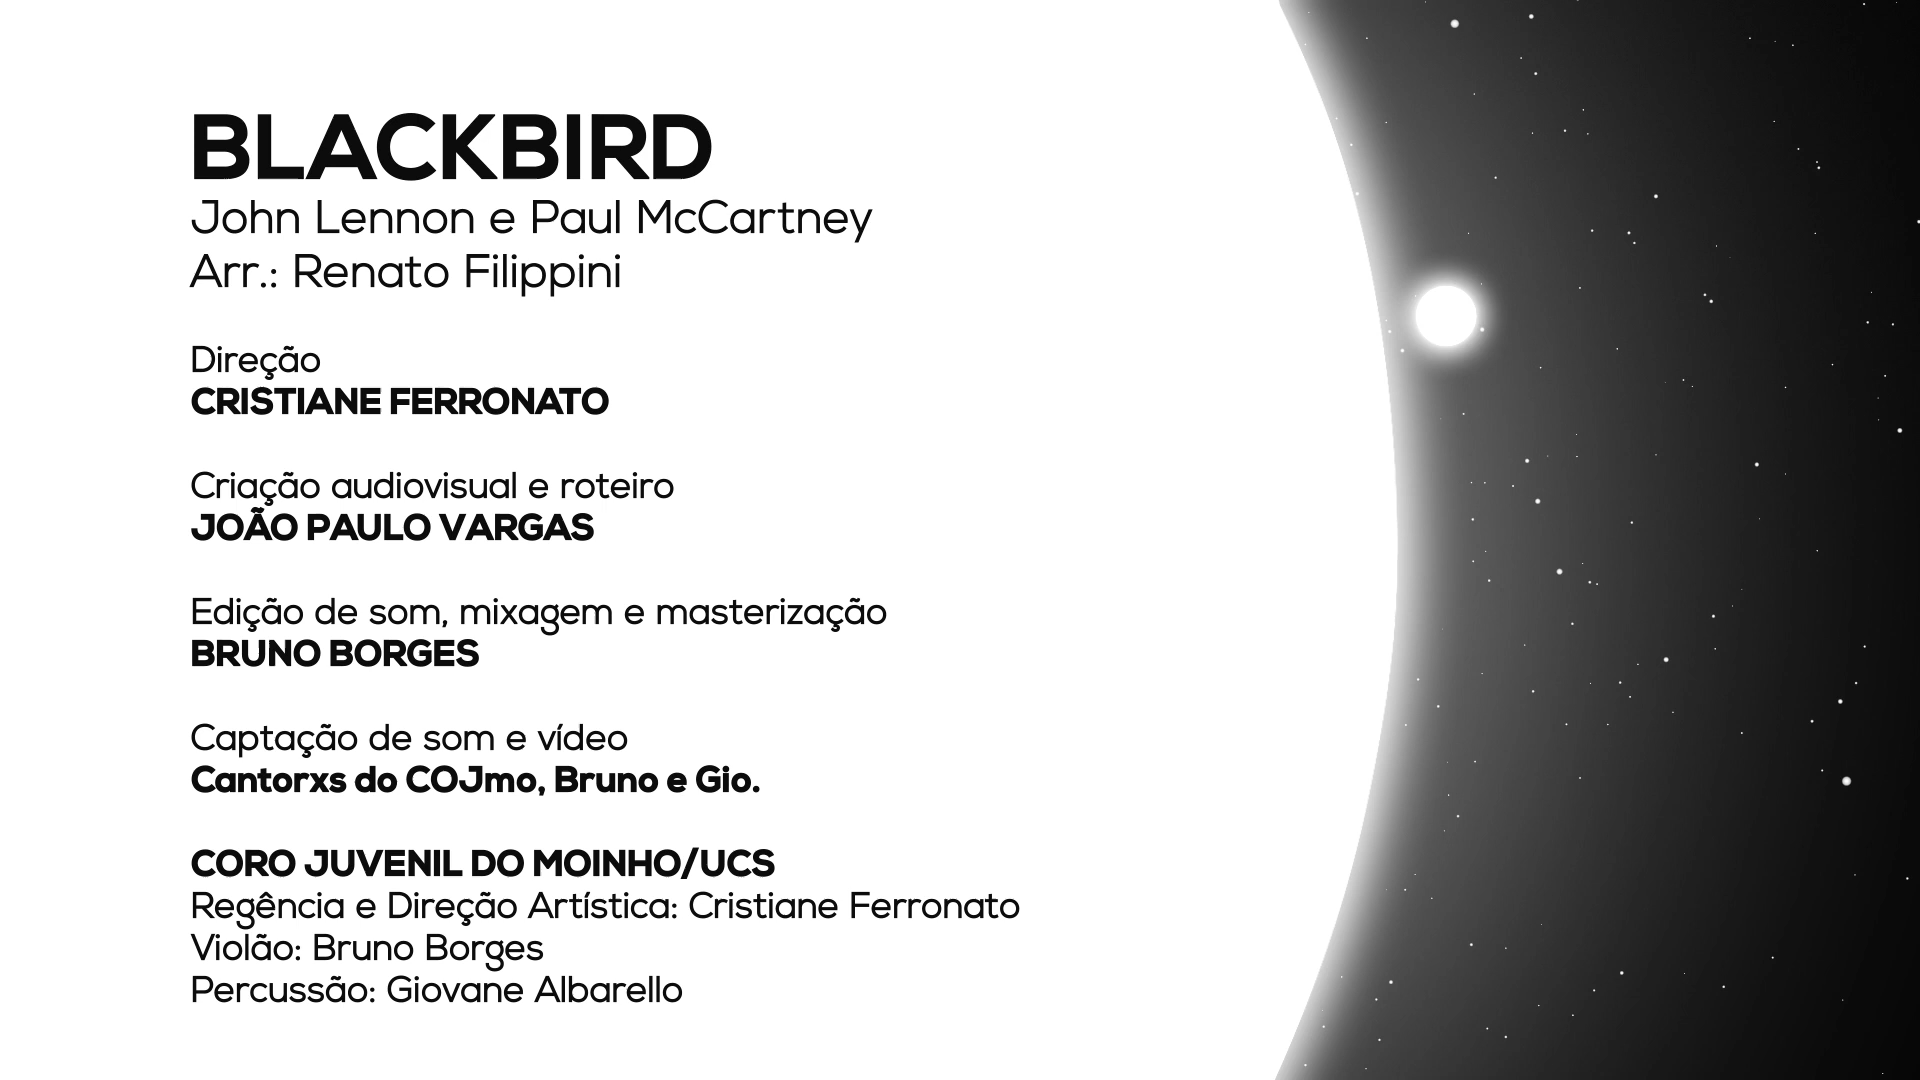 BLACKBIRD
John Lennon e Paul McCartney
Arr.: Renato Filippini
Direção
CRISTIANE FERRONATO
Criação audiovisual e roteiro
JOÃO PAULO VARGAS
Edição de som, mixagem e masterização
BRUNO BORGES
Captação de som e vídeo
Cantorxs do COJmo, Bruno e Gio.
CORO JUVENIL DO MOINHO/UCS
Regência e Direção Artística: Cristiane Ferronato
Violão: Bruno Borges
Percussão: Giovane Albarello